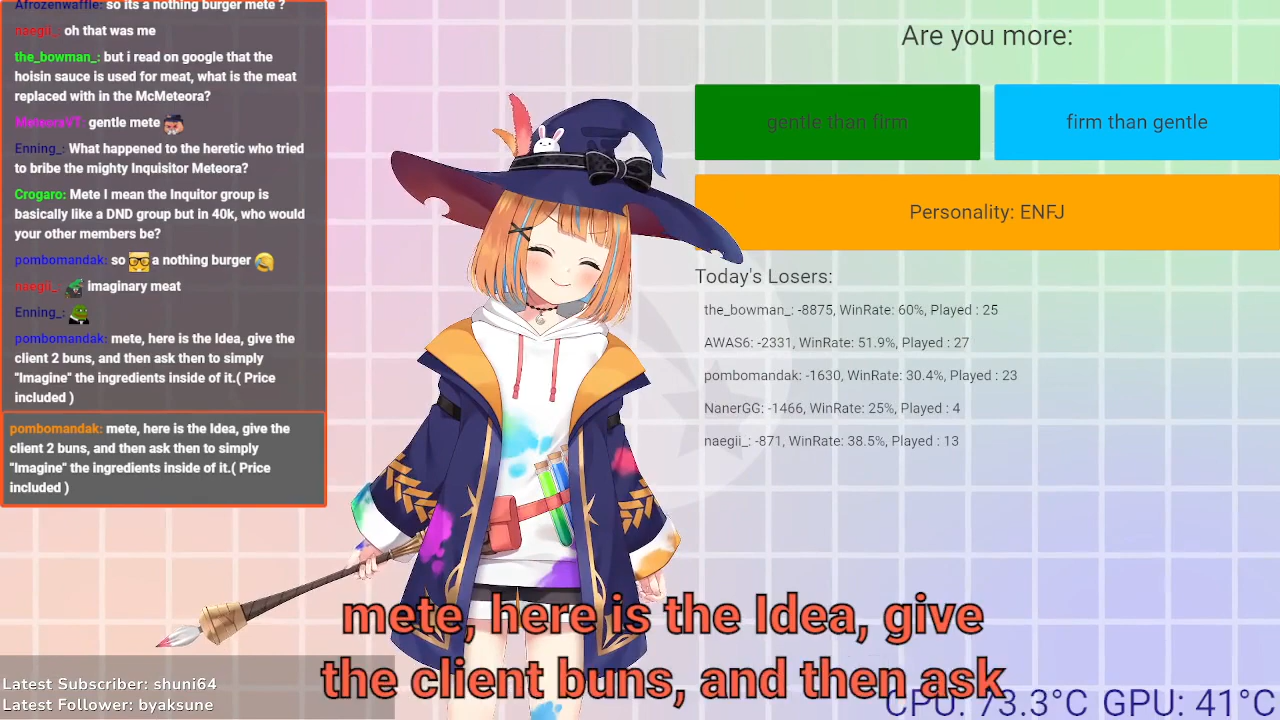 Afrozenwaffle: so its a nothing burger mete ?
naegii_ oh that was me
the_bowman_: but i read on google that the
hoisin sauce is used for meat, what is the meat
replaced with in the McMeteora?
MeteoraVT: gentle mete
Enning_: What happened to the heretic who tried
to bribe the mighty Inquisitor Meteora?
Crogaro: Mete I mean the Inquitor group is
basically like a DND group but in 40k, who would
your other members be?
pombomandak: so a nothing burger
naegii_ imaginary meat
Enning_:
pombomandak: mete, here is the Idea, give the
client 2 buns, and then ask then to simply
"Imagine" the ingredients inside of it.( Price
included )
pombomandak: mete, here is the Idea, give the
client 2 buns, and then ask then to simply
"Imagine" the ingredients inside of it.( Price
included )
Are you more:
gentle than firm
firm than gentle
Personality: ENFJ
Today's Losers:
the_bowman_: -8875, WinRate: 60%, Played : 25
AWAS6: -2331, WinRate: 51.9%, Played : 27
pombomandak: -1630, WinRate: 30.4%, Played : 23
NanerGG: -1466, WinRate: 25%, Played : 4
naegii_: -871, WinRate: 38.5%, Played : 13
mete, here is the Idea, give
the client buns, and then ask
Latest Subscriber: shuni64
Latest Follower: byaksune
CPU: 73.3°C GPU: 41°C